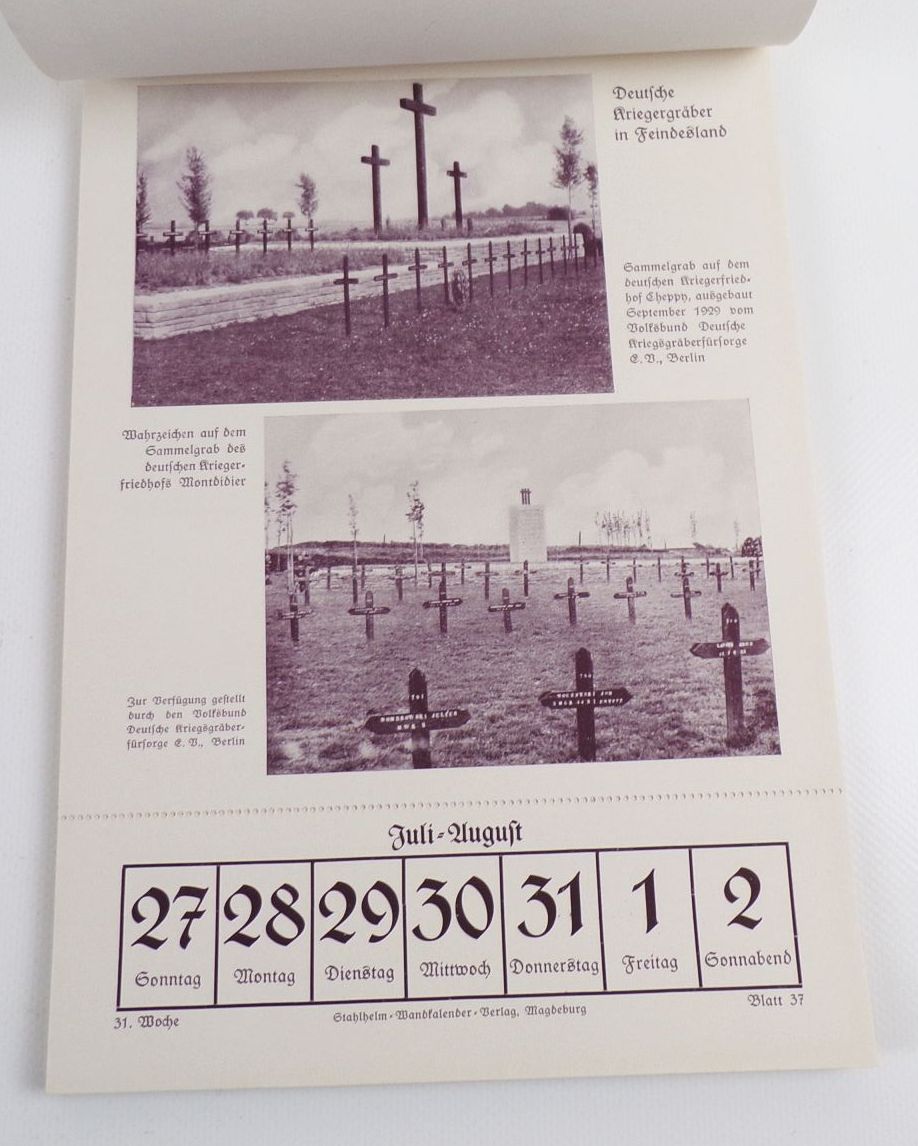 Deutsche
Kriegergräber
in Feindesland
Sammelgrab auf dem
deutschen Kriegerfried-
hof Cheppy, ausgebaut
September 1929 vom
Volksbund Deutsche
Kriegsgräberfürsorge
E. V., Berlin
Wahrzeichen auf dem
Sammelgrab des
deutschen Krieger-
friedhofs Montdidier
Zur Verfügung gestellt
durch den Volksbund
Deutsche Kriegsgräber-
fürsorge E. V., Berlin
Juli-August
27 28 29 30 31 1 2
Sonntag Montag Dienstag Mittwoch Donnerstag Freitag Sonnabend
31. Woche
Stahlhelm-Wandkalender-Verlag, Magdeburg
Blatt 37